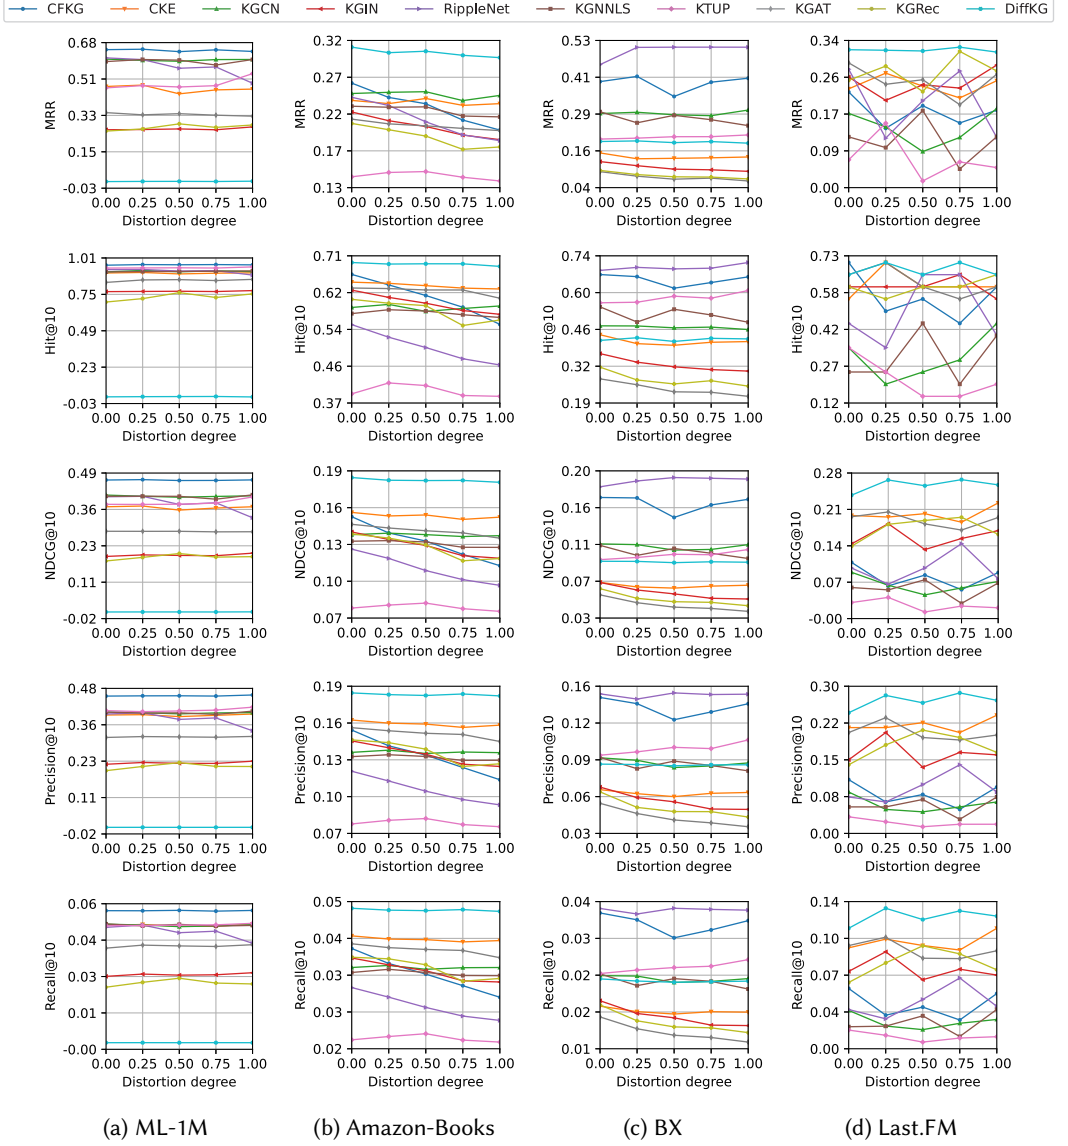 CFKG CKE KGCN KGIN RippleNet KGNNLS KTUP KGAT KGRec DiffKG
0.68 0.51 0.33 0.15 -0.03
MRR
0.00 0.25 0.50 0.75 1.00
Distortion degree
0.32 0.27 0.22 0.17 0.13
MRR
0.00 0.25 0.50 0.75 1.00
Distortion degree
0.53 0.41 0.29 0.16 0.04
MRR
0.00 0.25 0.50 0.75 1.00
Distortion degree
0.34 0.26 0.17 0.09 0.00
MRR
0.00 0.25 0.50 0.75 1.00
Distortion degree
1.01 0.75 0.49 0.23 -0.03
Hit@10
0.00 0.25 0.50 0.75 1.00
Distortion degree
0.71 0.62 0.54 0.46 0.37
Hit@10
0.00 0.25 0.50 0.75 1.00
Distortion degree
0.74 0.60 0.46 0.32 0.19
Hit@10
0.00 0.25 0.50 0.75 1.00
Distortion degree
0.73 0.58 0.42 0.27 0.12
Hit@10
0.00 0.25 0.50 0.75 1.00
Distortion degree
0.49 0.36 0.23 0.11 -0.02
NDCG@10
0.00 0.25 0.50 0.75 1.00
Distortion degree
0.19 0.16 0.13 0.10 0.07
NDCG@10
0.00 0.25 0.50 0.75 1.00
Distortion degree
0.20 0.16 0.11 0.07 0.03
NDCG@10
0.00 0.25 0.50 0.75 1.00
Distortion degree
0.28 0.21 0.14 0.07 -0.00
NDCG@10
0.00 0.25 0.50 0.75 1.00
Distortion degree
0.48 0.36 0.23 0.11 -0.02
Precision@10
0.00 0.25 0.50 0.75 1.00
Distortion degree
0.19 0.16 0.13 0.10 0.07
Precision@10
0.00 0.25 0.50 0.75 1.00
Distortion degree
0.16 0.12 0.09 0.06 0.03
Precision@10
0.00 0.25 0.50 0.75 1.00
Distortion degree
0.30 0.22 0.15 0.08 0.00
Precision@10
0.00 0.25 0.50 0.75 1.00
Distortion degree
0.06 0.04 0.03 0.01 -0.00
Recall@10
0.00 0.25 0.50 0.75 1.00
Distortion degree
0.05 0.04 0.03 0.03 0.02
Recall@10
0.00 0.25 0.50 0.75 1.00
Distortion degree
0.04 0.03 0.02 0.02 0.01
Recall@10
0.00 0.25 0.50 0.75 1.00
Distortion degree
0.14 0.10 0.07 0.04 0.00
Recall@10
0.00 0.25 0.50 0.75 1.00
Distortion degree
(a) ML-1M
(b) Amazon-Books
(c) BX
(d) Last.FM